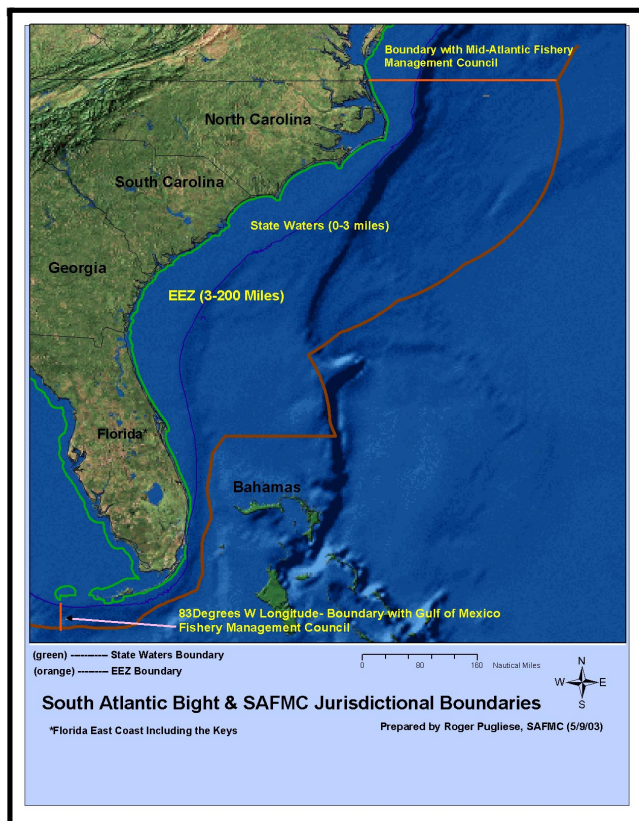 Boundary with Mid-Atlantic Fishery
Management Council
North Carolina
South Carolina
State Waters (0-3 miles)
Georgia
EEZ (3-200 Miles)
Florida*
Bahamas
83Degrees W Longitude- Boundary with Gulf of Mexico
Fishery Management Council
(green) ----------- State Waters Boundary
(orange) --------- EEZ Boundary
0 80 160 Nautical Miles
N
W E
S
South Atlantic Bight & SAFMC Jurisdictional Boundaries
*Florida East Coast Including the Keys
Prepared by Roger Pugliese, SAFMC (5/9/03)